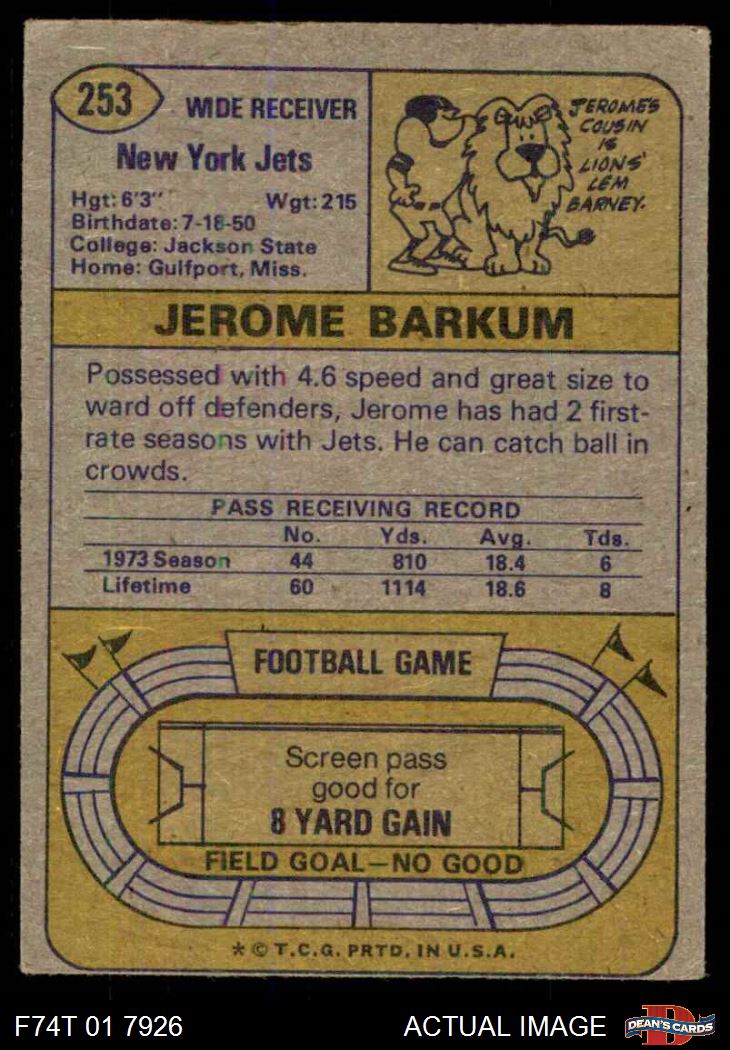 253
WIDE RECEIVER
New York Jets
Hgt: 6'3" Wgt: 215
Birthdate: 7-18-50
College: Jackson State
Home: Gulfport, Miss.
JEROME'S
COUSIN
IS
LIONS'
LEM
BARNEY.
JEROME BARKUM
Possessed with 4.6 speed and great size to
ward off defenders, Jerome has had 2 first-
rate seasons with Jets. He can catch ball in
crowds.
PASS RECEIVING RECORD
No. Yds. Avg. Tds.
1973 Season 44 810 18.4 6
Lifetime 60 1114 18.6 8
FOOTBALL GAME
Screen pass
good for
8 YARD GAIN
FIELD GOAL—NO GOOD
* © T.C.G. PRTD. IN U.S.A.
F74T 01 7926 ACTUAL IMAGE
D
DEAN'S CARDS